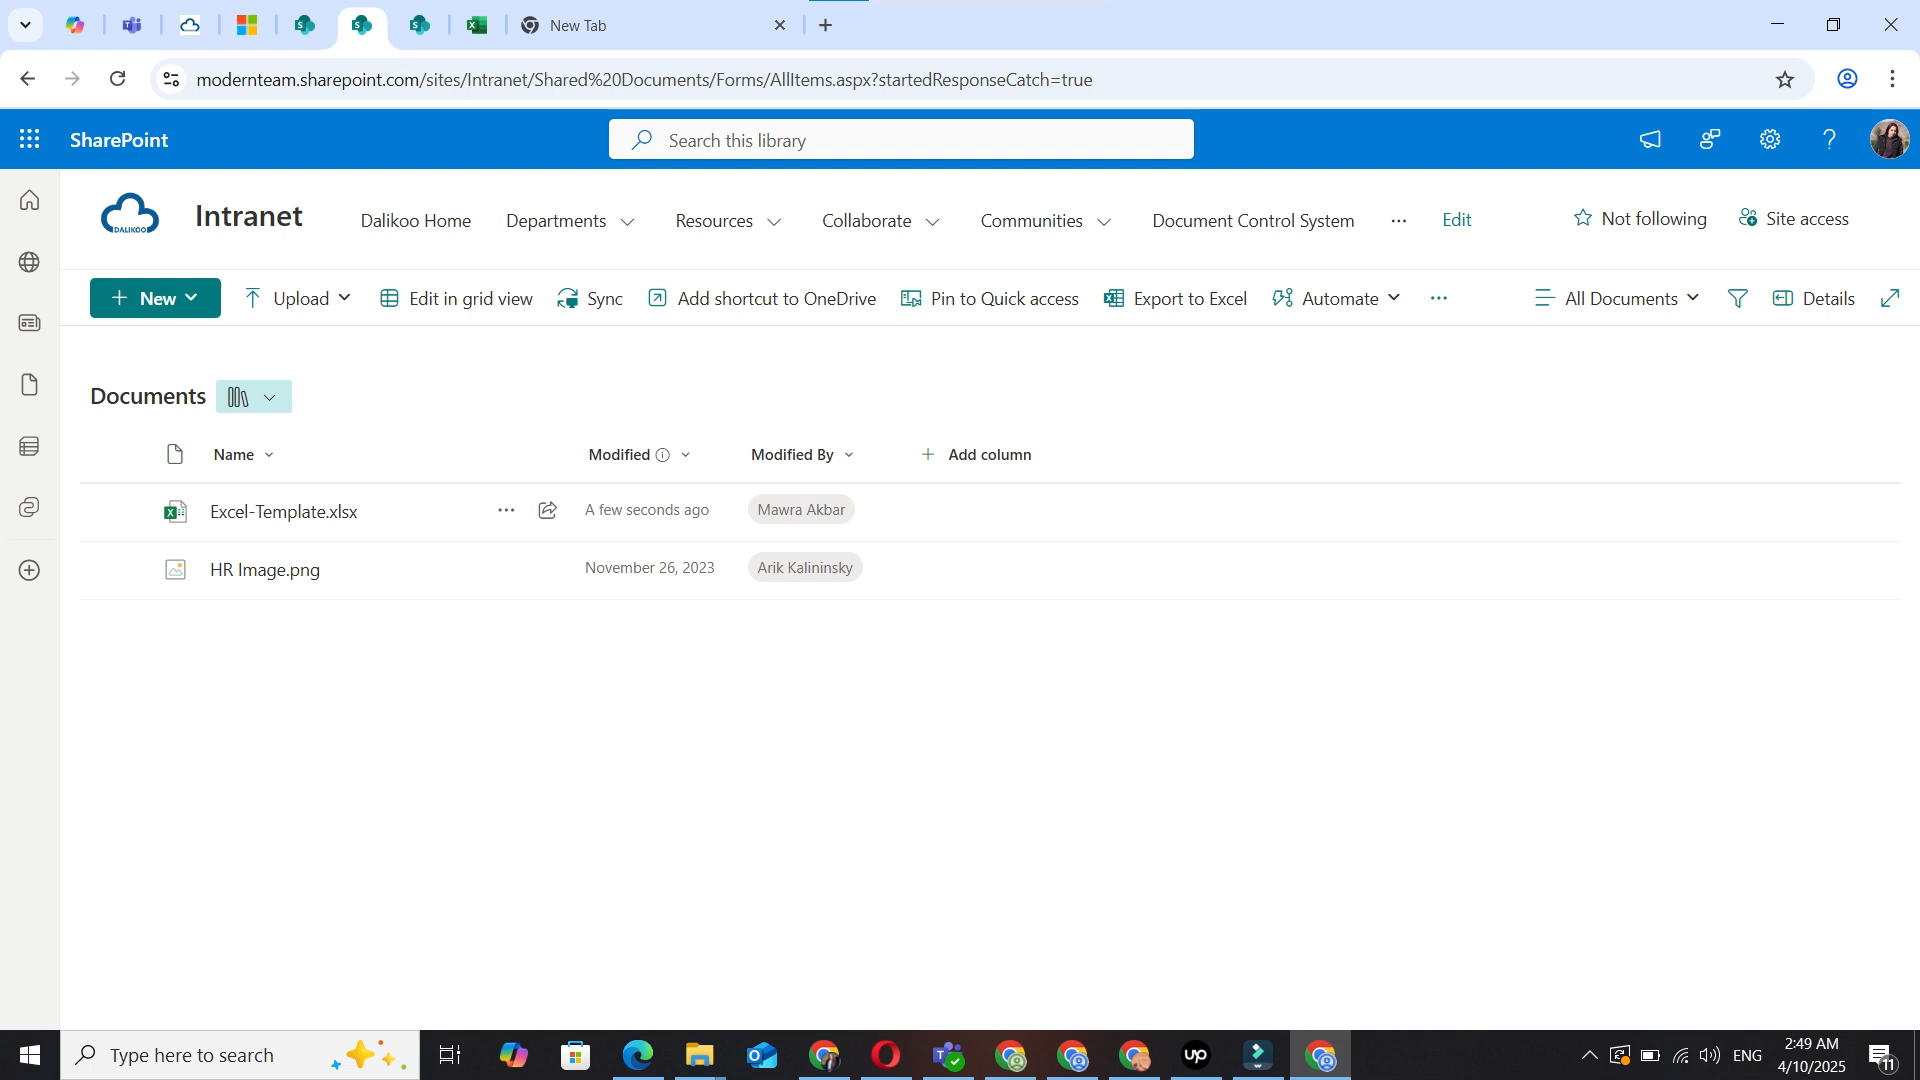 New Tab
modernteam.sharepoint.com/sites/Intranet/Shared%20Documents/Forms/AllItems.aspx?startedResponseCatch=true
SharePoint
Search this library
DALIKOO
Intranet
Dalikoo Home
Departments
Resources
Collaborate
Communities
Document Control System
Edit
Not following
Site access
New
Upload
Edit in grid view
Sync
Add shortcut to OneDrive
Pin to Quick access
Export to Excel
Automate
All Documents
Details
Documents
Name
Modified
Modified By
Add column
Excel-Template.xlsx
A few seconds ago
Mawra Akbar
HR Image.png
November 26, 2023
Arik Kalininsky
Type here to search
up
ENG
2:49 AM
4/10/2025
11